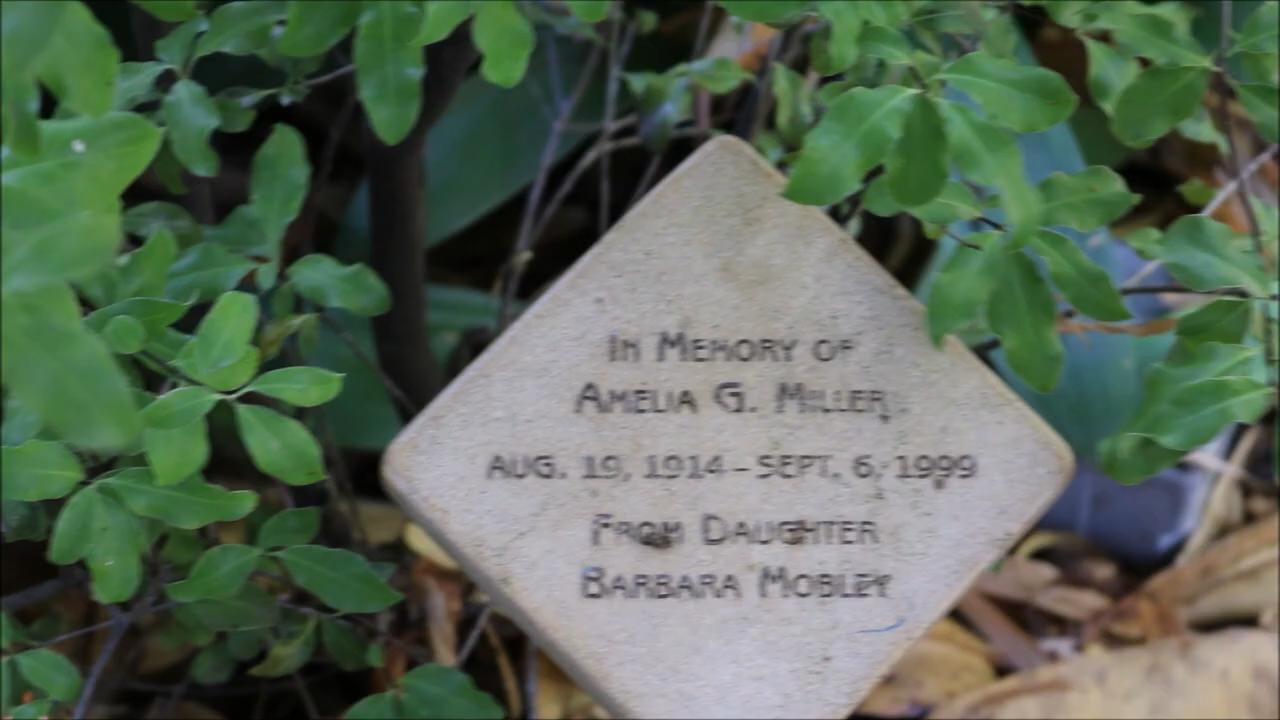 In Memory of
Amelia G. Miller
Aug. 19, 1914 – Sept. 6, 1999
From Daughter
Barbara Mobley